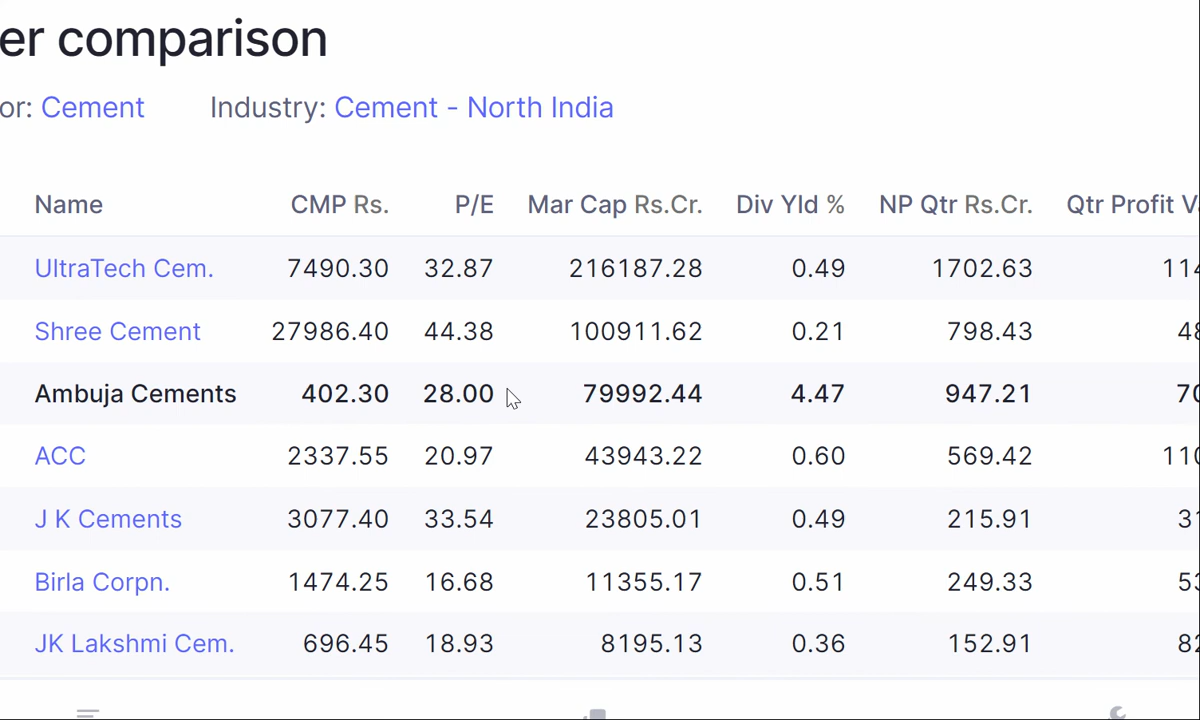 er comparison
or: Cement Industry: Cement - North India
Name CMP Rs. P/E Mar Cap Rs.Cr. Div Yld % NP Qtr Rs.Cr. Qtr Profit
UltraTech Cem. 7490.30 32.87 216187.28 0.49 1702.63
Shree Cement 27986.40 44.38 100911.62 0.21 798.43
Ambuja Cements 402.30 28.00 79992.44 4.47 947.21
ACC 2337.55 20.97 43943.22 0.60 569.42
J K Cements 3077.40 33.54 23805.01 0.49 215.91
Birla Corpn. 1474.25 16.68 11355.17 0.51 249.33
JK Lakshmi Cem. 696.45 18.93 8195.13 0.36 152.91